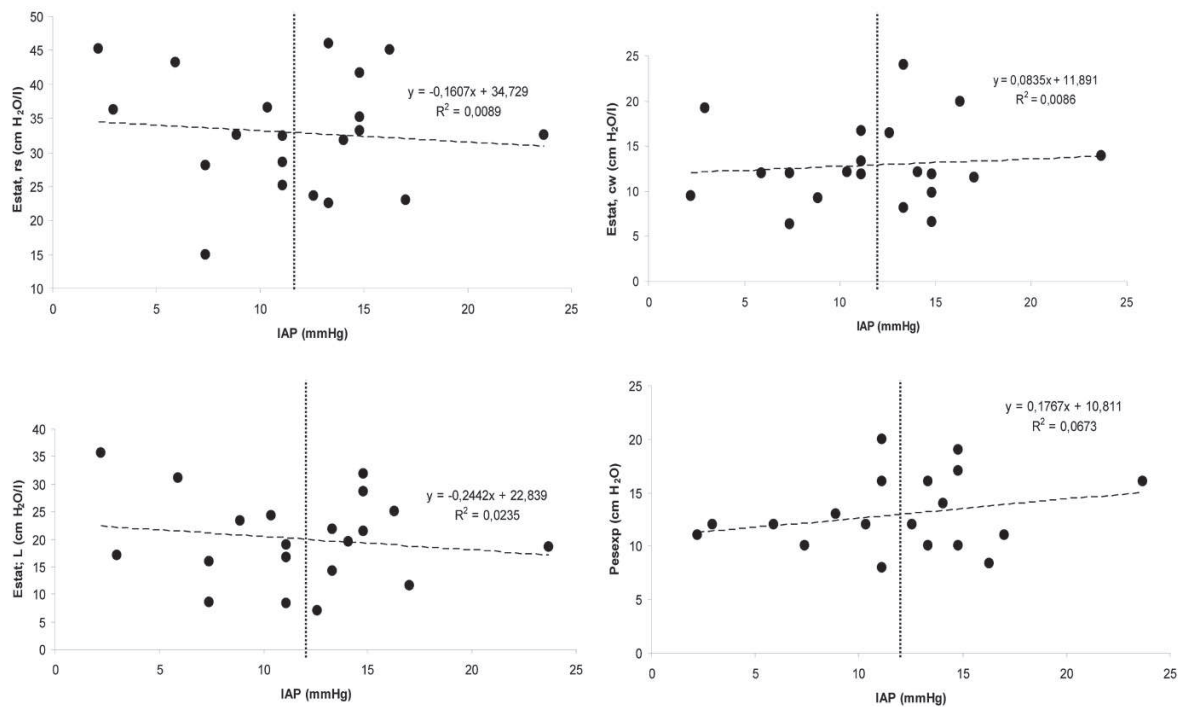 Estat, rs (cm H₂O/l)
50
45
40
35
30
25
20
15
10
y = -0,1607x + 34,729
R² = 0,0089
0 5 10 15 20 25
IAP (mmHg)
Estat, cw (cm H₂O/l)
25
20
15
10
5
0
y = 0,0835x + 11,891
R² = 0,0086
0 5 10 15 20 25
IAP (mmHg)
Estat; L (cm H₂O/l)
40
35
30
25
20
15
10
5
0
y = -0,2442x + 22,839
R² = 0,0235
0 5 10 15 20 25
IAP (mmHg)
Pesexp (cm H₂O)
25
20
15
10
5
0
y = 0,1767x + 10,811
R² = 0,0673
0 5 10 15 20 25
IAP (mmHg)